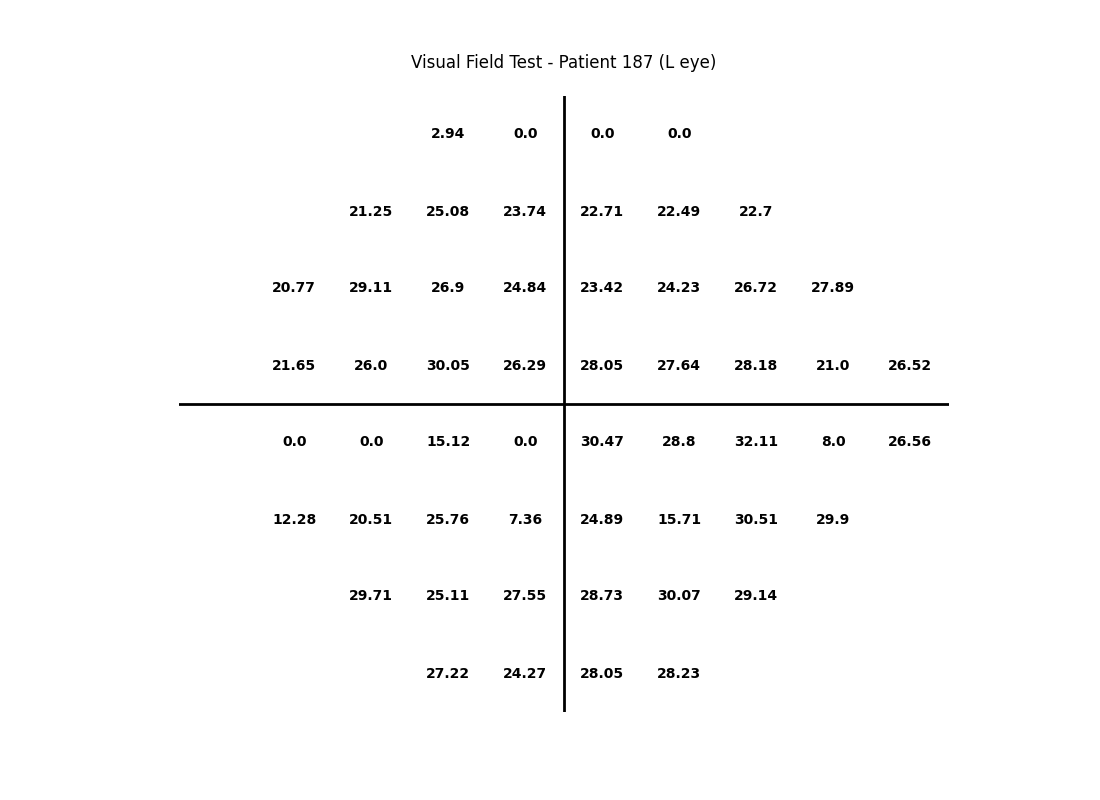 Visual Field Test - Patient 187 (L eye)
2.94 0.0 0.0 0.0
21.25 25.08 23.74 22.71 22.49 22.7
20.77 29.11 26.9 24.84 23.42 24.23 26.72 27.89
21.65 26.0 30.05 26.29 28.05 27.64 28.18 21.0 26.52
0.0 0.0 15.12 0.0 30.47 28.8 32.11 8.0 26.56
12.28 20.51 25.76 7.36 24.89 15.71 30.51 29.9
29.71 25.11 27.55 28.73 30.07 29.14
27.22 24.27 28.05 28.23